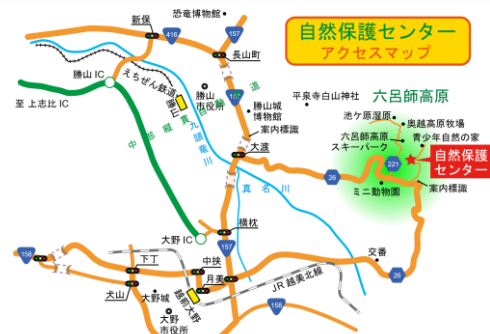 自然保護センター
アクセスマップ
恐竜博物館
新保
416
157
長山町
勝山 IC
えちぜん鉄道
勝山
勝山
市役所
中部縦貫自動車道
至 上志比 IC
157
勝山城
博物館
案内標識
平泉寺白山神社
六呂師高原
池ケ原湿原
奥越高原牧場
六呂師高原
スキーパーク
青少年自然の家
自然保護
センター
221
九頭竜川
大渡
26
ミニ動物園
案内標識
真名川
横枕
大野 IC
157
158
下丁
中挾
月美
交番
26
犬山
大野城
越前大野
JR 越美北線
158
大野
市役所